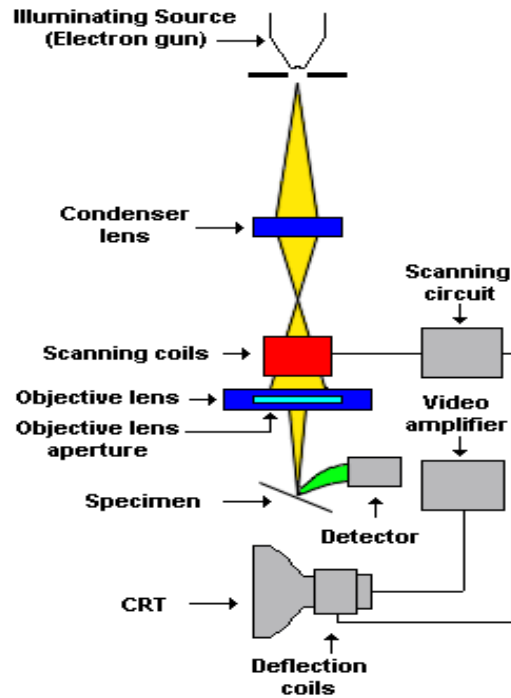 Illuminating Source
(Electron gun)
Condenser
lens
Scanning
circuit
Scanning coils
Objective lens
Objective lens
aperture
Video
amplifier
Specimen
Detector
CRT
Deflection
coils